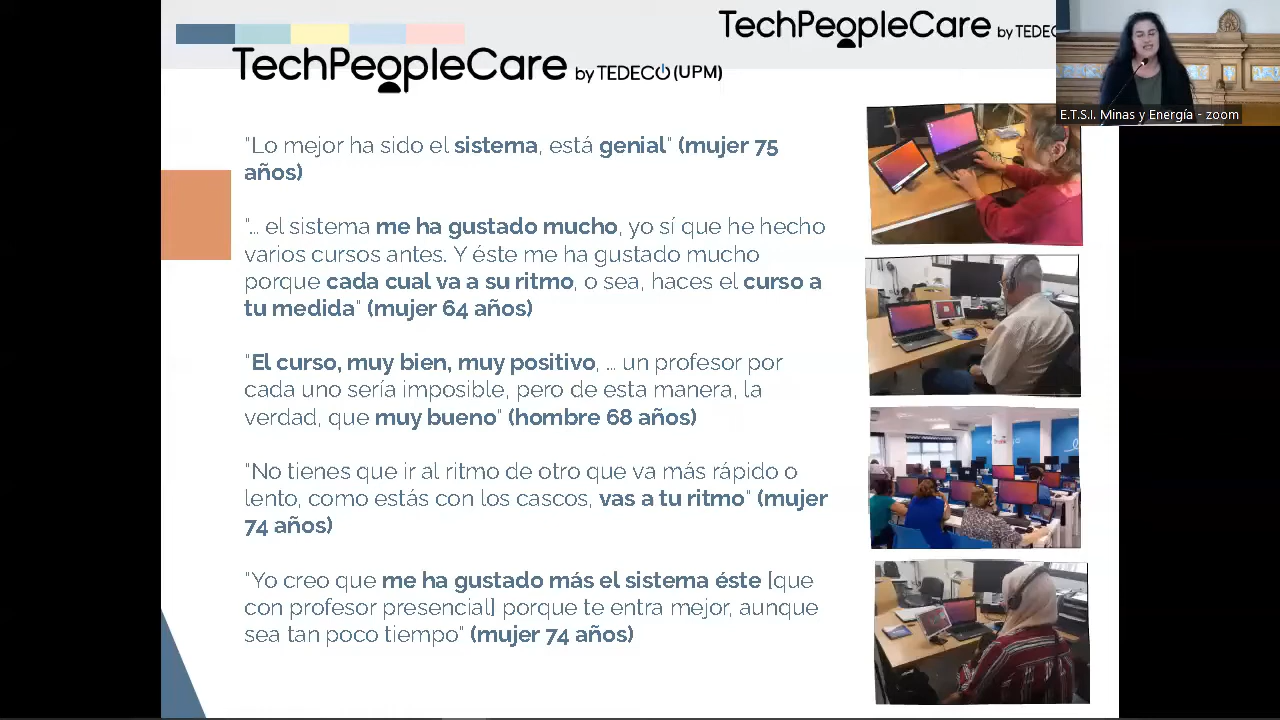 TechPeopleCare by TEDECO
TechPeopleCare by TEDECO (UPM)
E.T.S.I. Minas y Energía - zoom
"Lo mejor ha sido el sistema, está genial" (mujer 75
años)
"... el sistema me ha gustado mucho, yo sí que he hecho
varios cursos antes. Y éste me ha gustado mucho
porque cada cual va a su ritmo, o sea, haces el curso a
tu medida" (mujer 64 años)
"El curso, muy bien, muy positivo, ... un profesor por
cada uno sería imposible, pero de esta manera, la
verdad, que muy bueno" (hombre 68 años)
"No tienes que ir al ritmo de otro que va más rápido o
lento, como estás con los cascos, vas a tu ritmo" (mujer
74 años)
"Yo creo que me ha gustado más el sistema éste [que
con profesor presencial] porque te entra mejor, aunque
sea tan poco tiempo" (mujer 74 años)